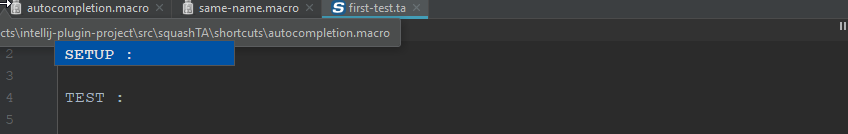 autocompletion.macro same-name.macro first-test.ta
cts\intellij-plugin-project\src\squashTA\shortcuts\autocompletion.macro
2 SETUP :
3
4 TEST :
5